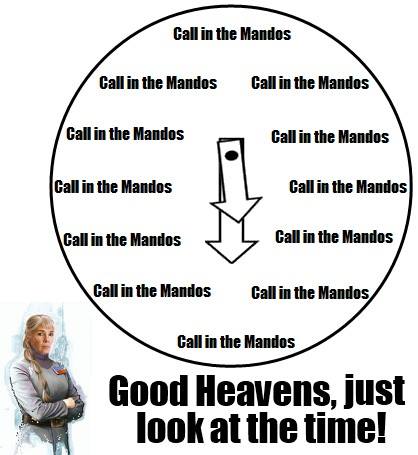 Call in the Mandos
Call in the Mandos Call in the Mandos
Call in the Mandos Call in the Mandos
Call in the Mandos Call in the Mandos
Call in the Mandos Call in the Mandos
Call in the Mandos Call in the Mandos
Call in the Mandos
Good Heavens, just
look at the time!